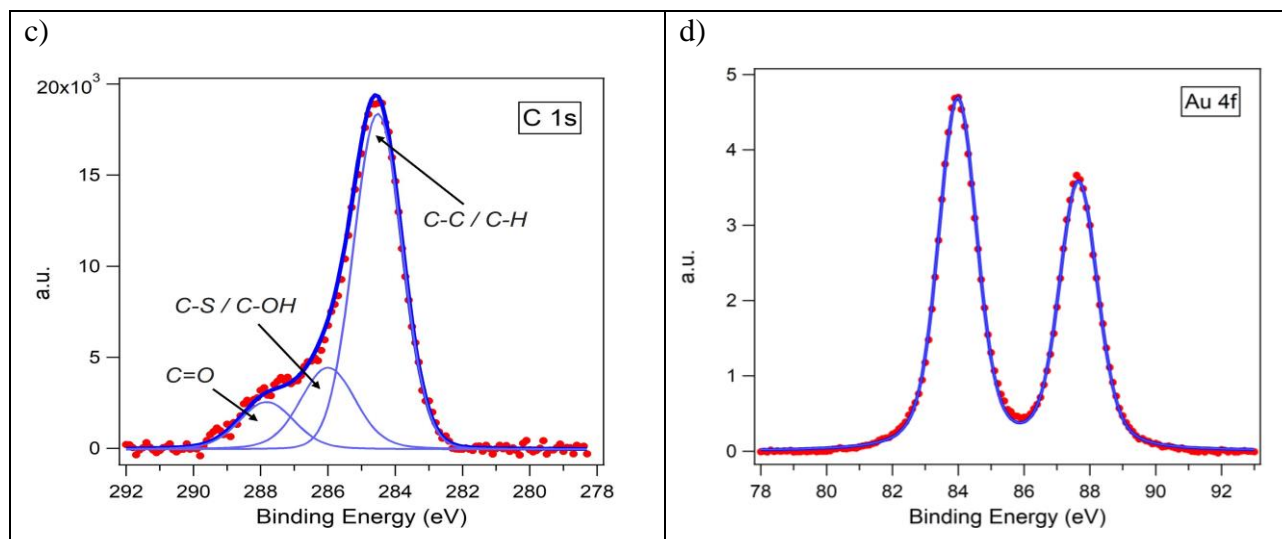 c)
20x10³
15
10
5
0
a.u.
C 1s
C-C / C-H
C-S / C-OH
C=O
292 290 288 286 284 282 280 278
Binding Energy (eV)
d)
5
4
3
2
1
0
a.u.
Au 4f
78 80 82 84 86 88 90 92
Binding Energy (eV)